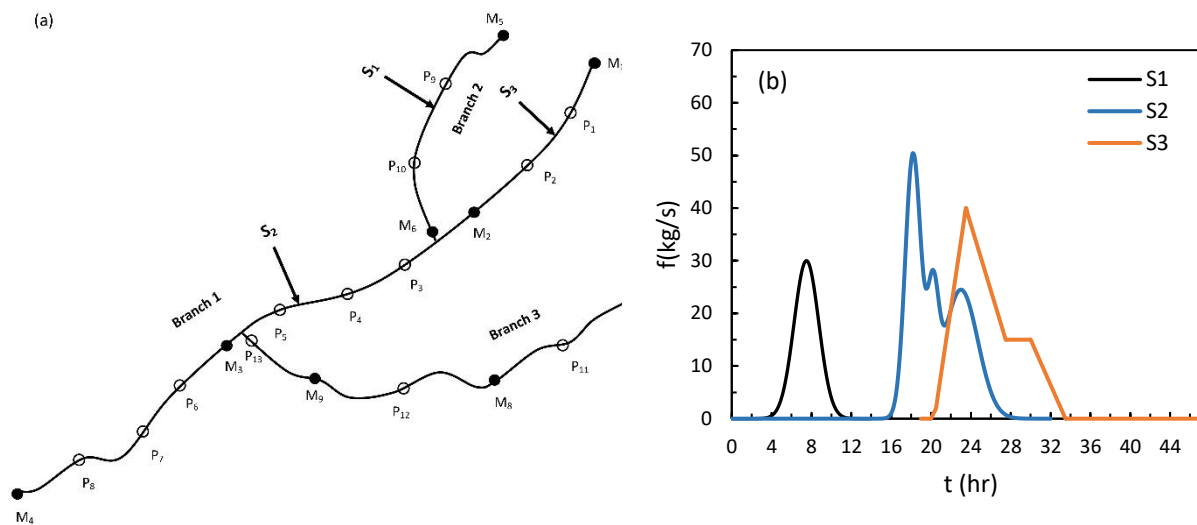 (a)
M5
M1
S1
P9
Branch 2
S3
P1
P10
P2
M6
M2
S2
P3
P4
Branch 1
P5
Branch 3
M3
P13
P11
P6
M9
P12
M8
P7
P8
M4
(b)
S1
S2
S3
f(kg/s)
70
60
50
40
30
20
10
0
0 4 8 12 16 20 24 28 32 36 40 44
t (hr)